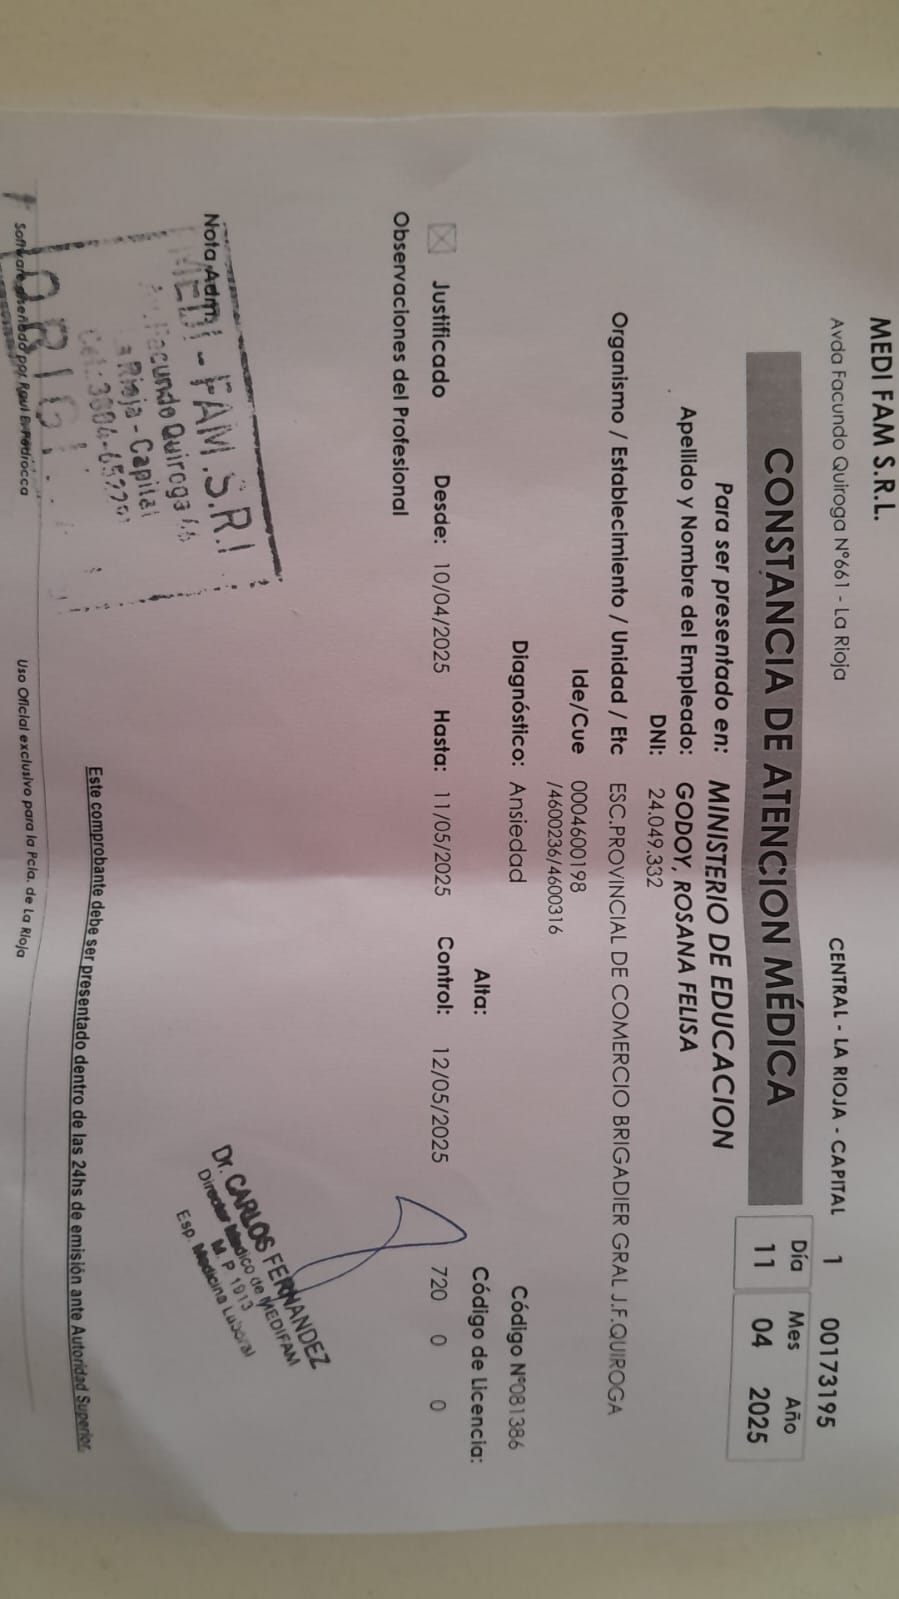 MEDI FAM S.R.L.
Avda Facundo Quiroga N°661 - La Rioja
CENTRAL - LA RIOJA - CAPITAL 1 00173195
CONSTANCIA DE ATENCION MÉDICA
Día Mes Año
11 04 2025
Para ser presentado en: MINISTERIO DE EDUCACION
Apellido y Nombre del Empleado: GODOY, ROSANA FELISA
DNI: 24.049.332
Organismo / Establecimiento / Unidad / Etc ESC.PROVINCIAL DE COMERCIO BRIGADIER GRAL J.F.QUIROGA
Ide/Cue 0004600198
/4600236/4600316
Diagnóstico: Ansiedad
Código N°081386
Alta:
Código de Licencia:
Justificado Desde: 10/04/2025 Hasta: 11/05/2025 Control: 12/05/2025 720 0 0
Observaciones del Profesional
Dr. CARLOS FERNANDEZ
Director Medico de MEDIFAM
M. P 1913
Esp. Medicina Laboral
Nota Adm
MEDI - FAM .S.R.
Facundo Quiroga
a Rioja - Capital
Este comprobante debe ser presentado dentro de las 24hs de emisión ante Autoridad Superior.
Software diseñado por Raul
Uso Oficial exclusivo para la Pcia. de La Rioja